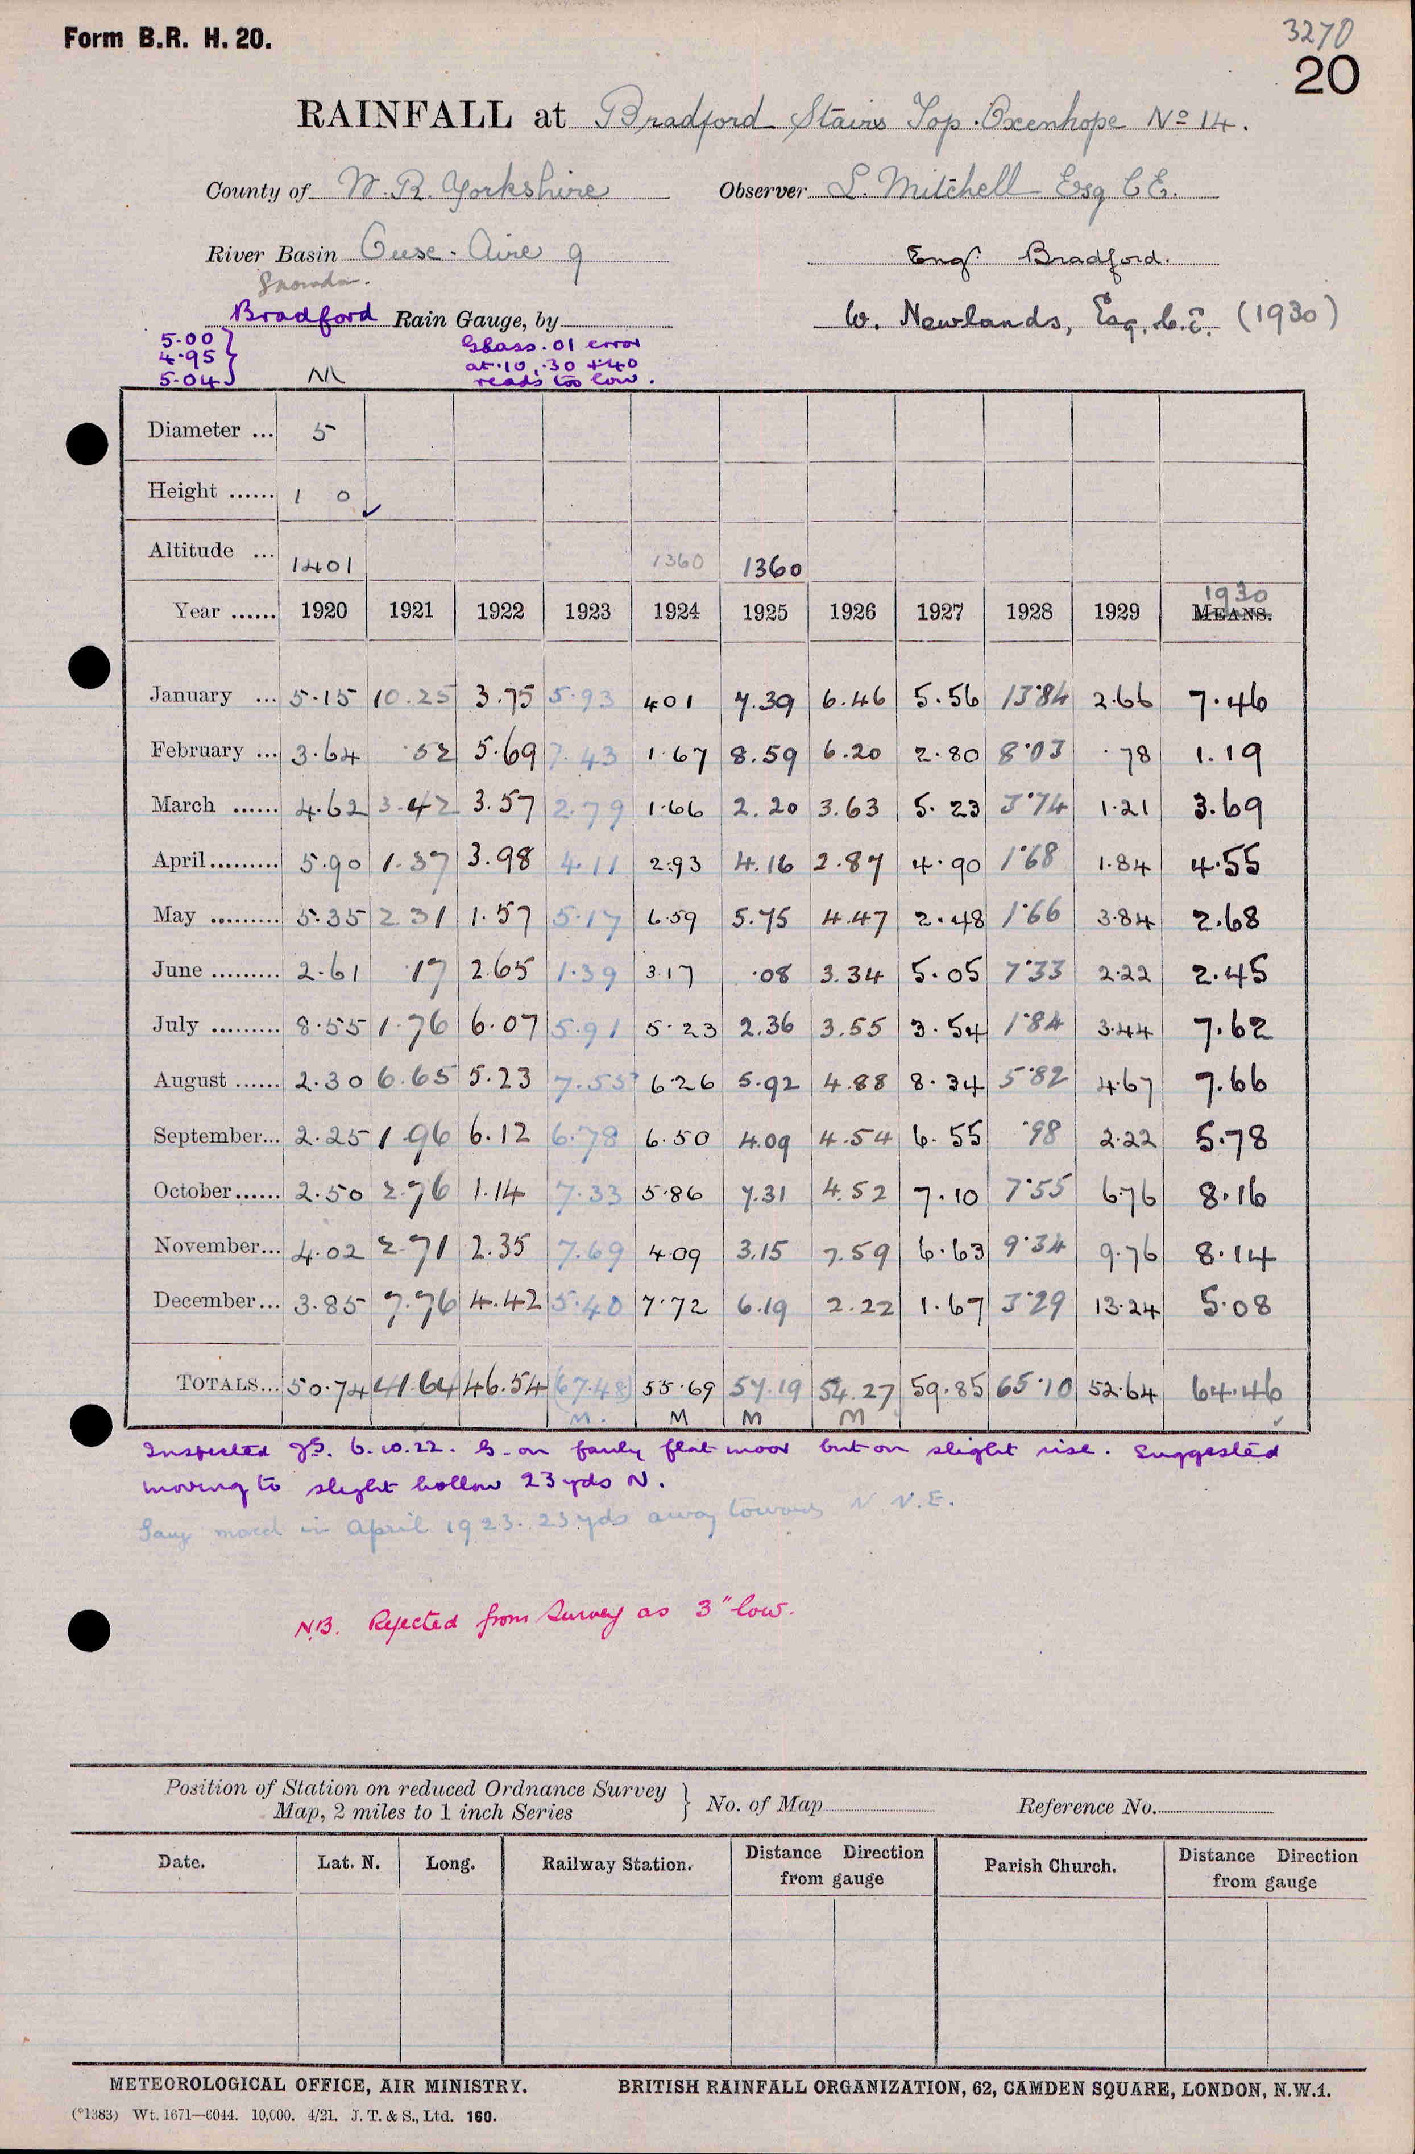 Form B.R. H. 20.
3270
20
RAINFALL at Bradford Stairs Top. Oxenhope No 14.
County of W. R. Yorkshire Observer L. Mitchell Esq C.E.
River Basin Ouse - Aire 9 Engr Bradford.
Bradford Rain Gauge, by W. Newlands, Esq, C.E. (1930)
5.00
4.95
5.04
M
Glass .01 error
at .10, .30 + .40
reads too low.
Diameter ... 5
Height ...... 1 0
Altitude ... 1401 1360 1360
Year ...... 1920 1921 1922 1923 1924 1925 1926 1927 1928 1929 MEANS. 1930
January ... 5.15 10.25 3.75 5.93 4 01 7.39 6.46 5.56 13.84 2.66 7.46
February ... 3.64 .52 5.69 7.43 1.67 8.59 6.20 2.80 8.03 .78 1.19
March ...... 4.62 3.42 3.57 2.79 1.66 2.20 3.63 5.23 3.74 1.21 3.69
April......... 5.90 1.37 3.98 4.11 2.93 4.16 2.87 4.90 1.68 1.84 4.55
May ......... 5.35 2 31 1.57 5.17 6.59 5.75 4.47 2.48 1.66 3.84 2.68
June ......... 2.61 .17 2.65 1.39 3.17 .08 3.34 5.05 7.33 2.22 2.45
July ......... 8.55 1.76 6.07 5.91 5.23 2.36 3.55 3.54 1.84 3.44 7.62
August ...... 2.30 6.65 5.23 7.55 6.26 5.92 4.88 8.34 5.82 4.67 7.66
September... 2.25 1.96 6.12 6.78 6.50 4.09 4.54 6.55 .98 2.22 5.78
October...... 2.50 2.76 1.14 7.33 5.86 7.31 4.52 7.10 7.55 6.76 8.16
November... 4.02 2.71 2.35 7.69 4.09 3.15 7.59 6.63 9.34 9.76 8.14
December... 3.85 7.76 4.42 5.40 7.72 6.19 2.22 1.67 3.29 13.24 5.08
TOTALS... 50.74 41.64 46.54 (67.48) 55.69 57.19 54.27 59.85 65.10 52.64 64.46
M. M M M
Inspected 6.10.22. G. on fairly flat moor but on slight rise. Suggested
moving to slight hollow 23 yds N.
Gauge moved in April 1923. 23 yds away towards N.N.E.
N.B. Rejected from Survey as 3" low.
Position of Station on reduced Ordnance Survey
Map, 2 miles to 1 inch Series } No. of Map Reference No.
Date. Lat. N. Long. Railway Station. Distance Direction from gauge Parish Church. Distance Direction from gauge
METEOROLOGICAL OFFICE, AIR MINISTRY. BRITISH RAINFALL ORGANIZATION, 62, CAMDEN SQUARE, LONDON, N.W.1.
(*1383) Wt. 1671—6044. 10,000. 4/21. J. T. & S., Ltd. 160.